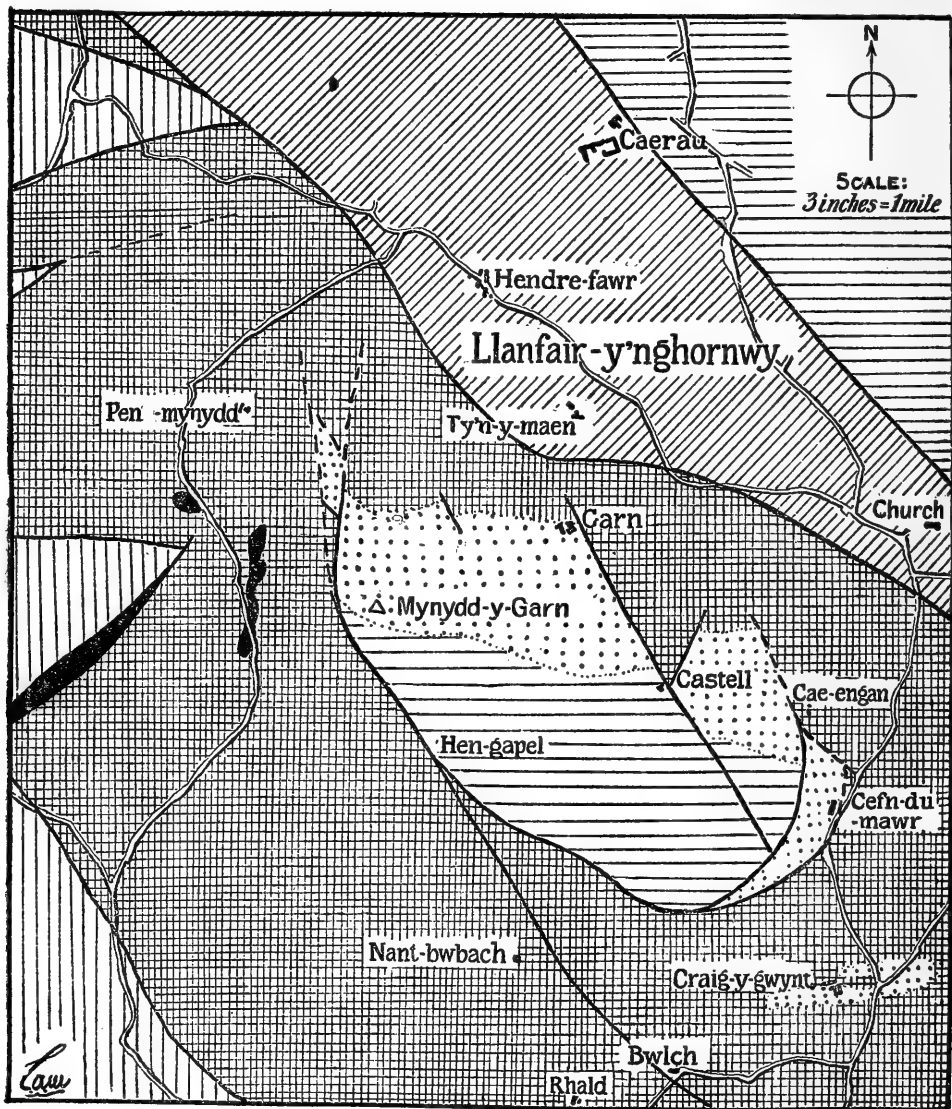 N
SCALE:
3 inches = 1 mile
Caerau
Hendre-fawr
Llanfair-y'nghornwy
Pen -mynydd
Ty'n-y-maen
Church
Garn
Mynydd-y-Garn
Castell
Cae-engan
Hen-gapel
Cefn-du
-mawr
Nant-bwbach
Craig-y-gwynt
Bwlch
Rhald